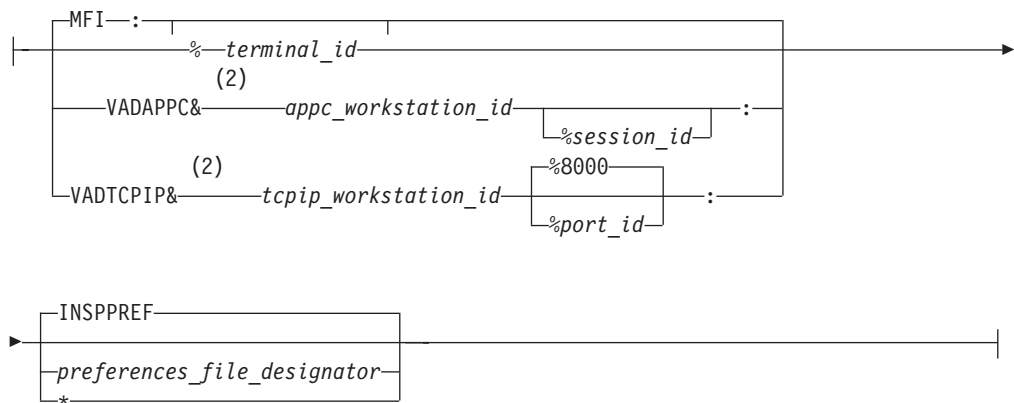 MFI :
% terminal_id
(2)
VADAPPC& appc_workstation_id :
%session_id
(2) %8000
VADTCPIP& tcpip_workstation_id :
%port_id
INSPPREF
preferences_file_designator
*